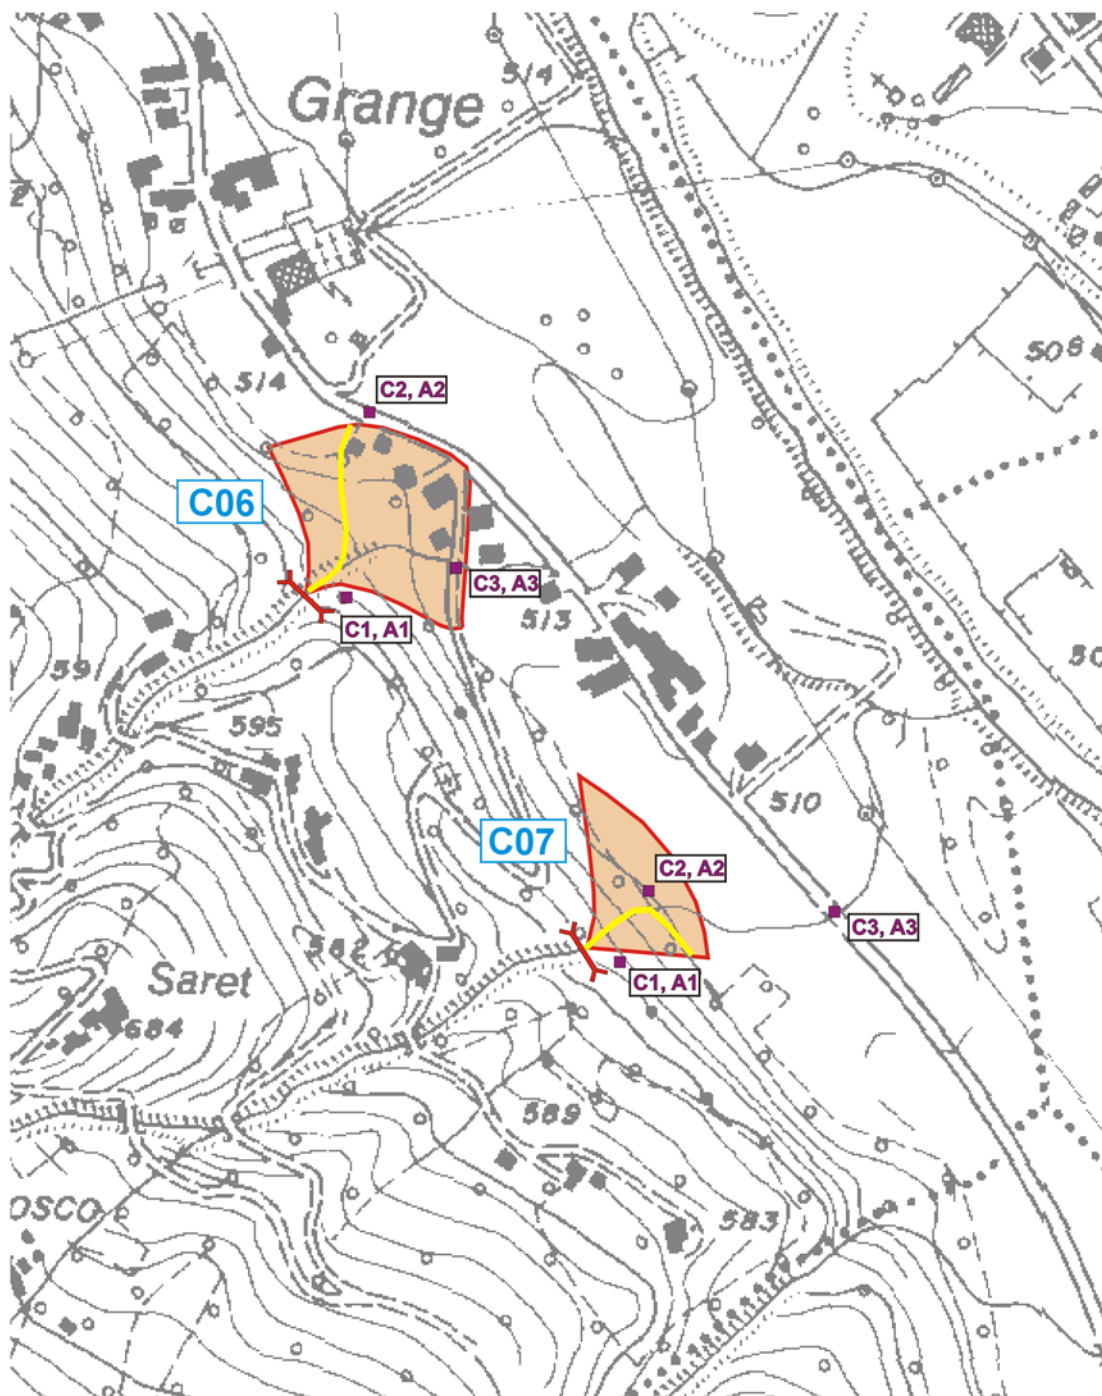 514
Grange
508
514
C2, A2
C06
C3, A3
513
C1, A1
59
595
510
C07
C2, A2
C3, A3
582
C1, A1
Saret
684
589
583
OSCO